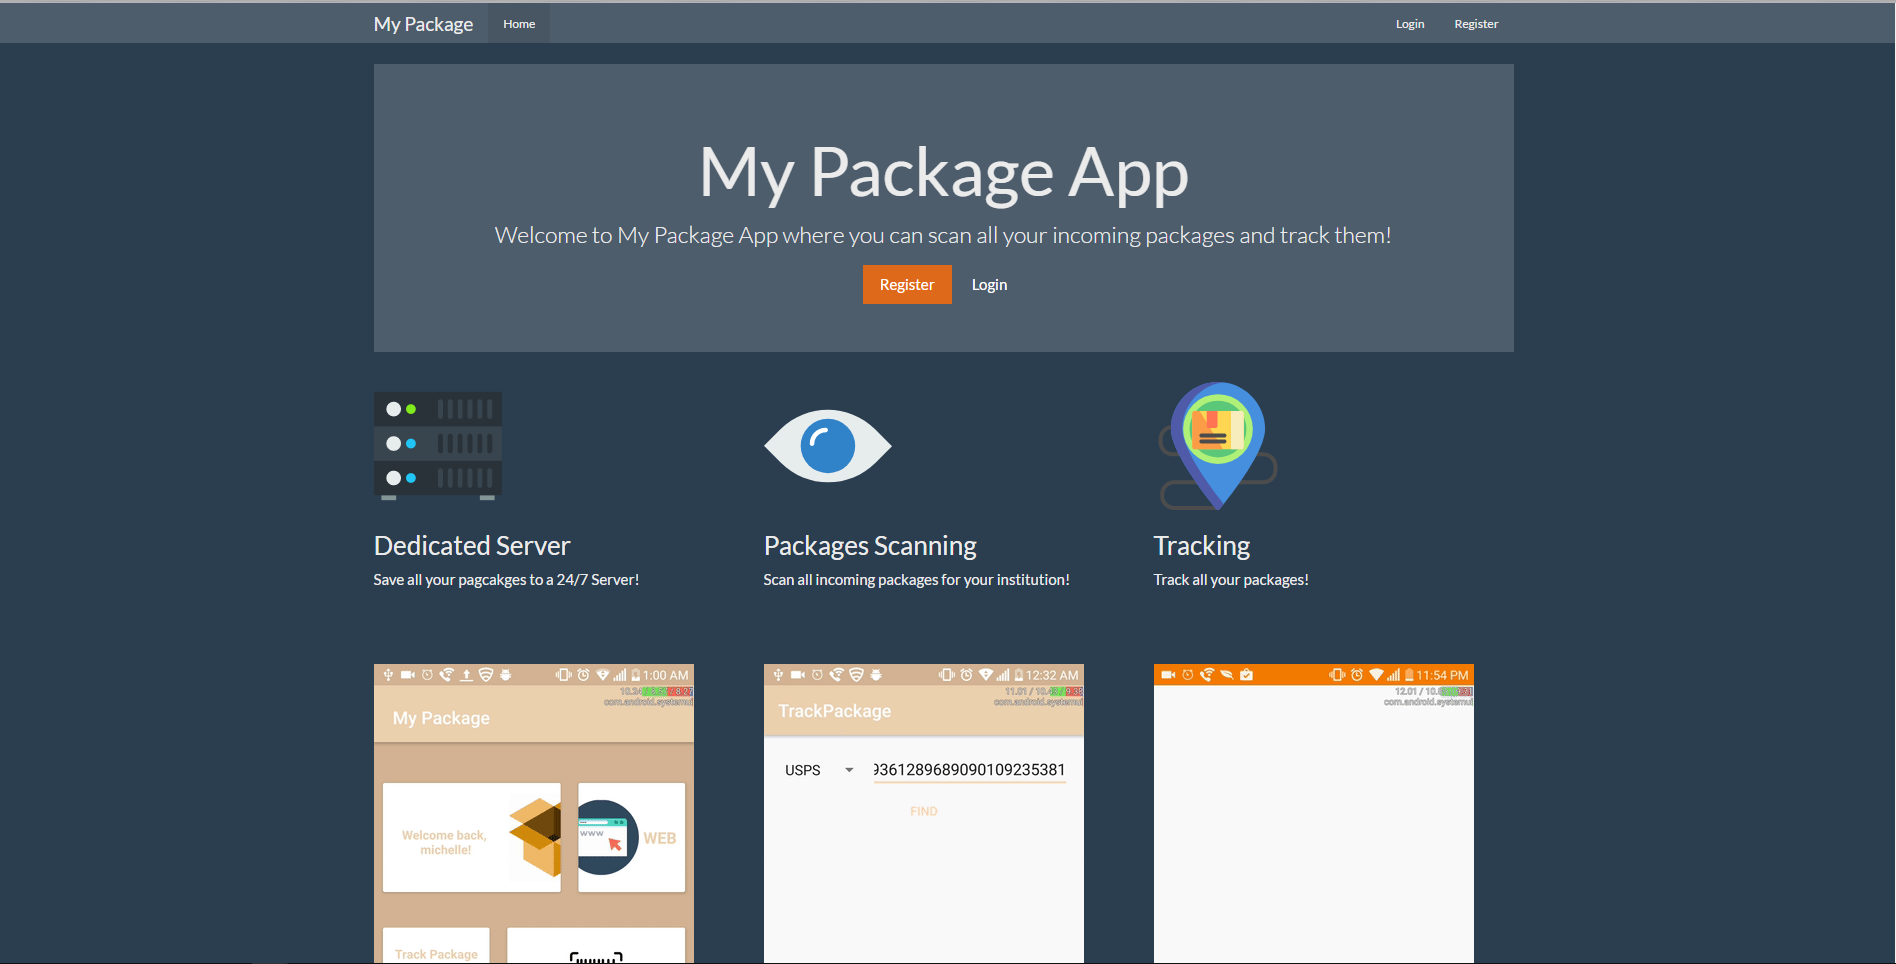 My Package
Home
Login
Register
My Package App
Welcome to My Package App where you can scan all your incoming packages and track them!
Register
Login
Dedicated Server
Save all your pagcakges to a 24/7 Server!
Packages Scanning
Scan all incoming packages for your institution!
Tracking
Track all your packages!
1:00 AM
com.android.systemui
My Package
Welcome back,
michelle!
WWW
WEB
Track Package
12:32 AM
com.android.systemui
TrackPackage
USPS
9361289689090109235381
FIND
11:54 PM
com.android.systemui